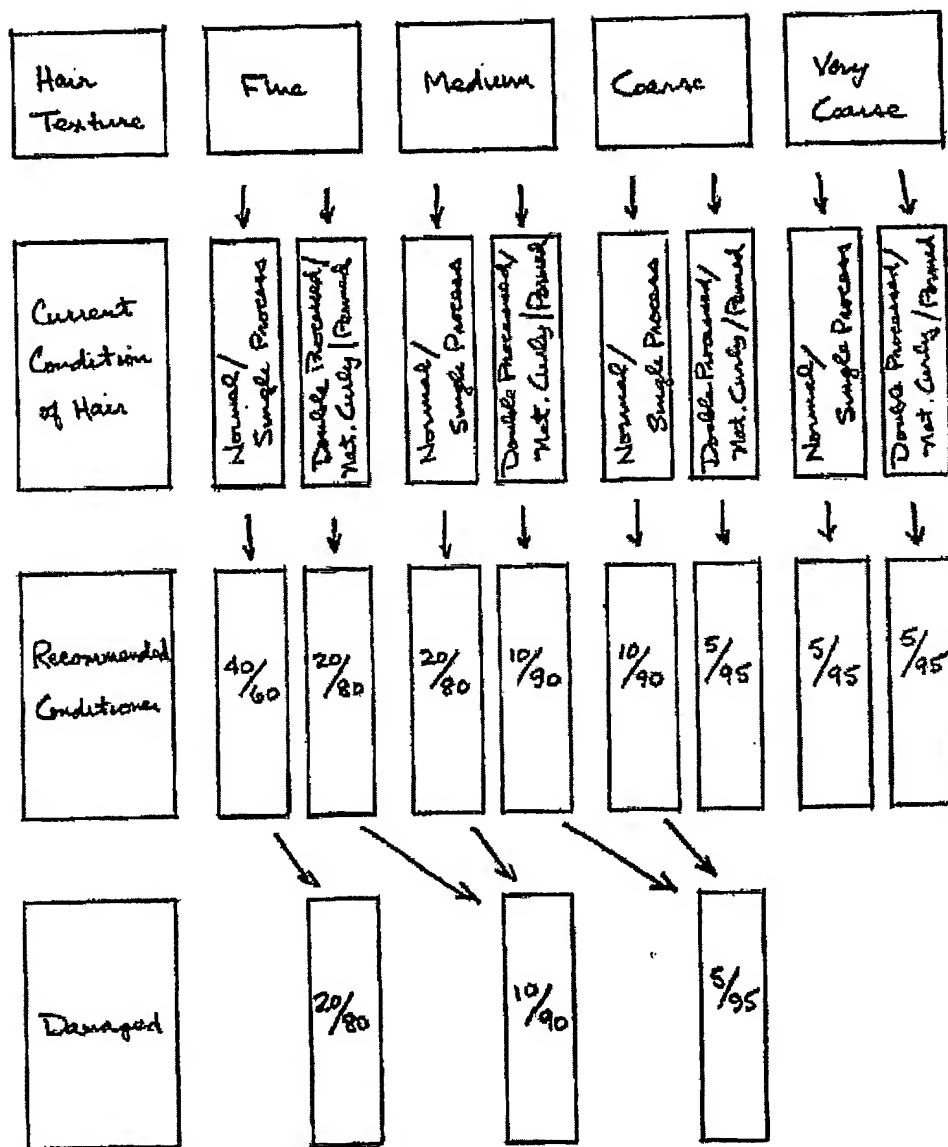 Hair
Texture
Fine
Medium
Coarse
Very
Coarse
Current
Condition
of Hair
Normal/
Single Process
Double Processed/
Nat. Curly/Permed
Normal/
Single Process
Double Processed/
Nat. Curly/Permed
Normal/
Single Process
Double Processed/
Nat. Curly/Permed
Normal/
Single Process
Double Processed/
Nat. Curly/Permed
Recommended
Conditioner
40/60
20/80
20/80
10/90
10/90
5/95
5/95
5/95
Damaged
20/80
10/90
5/95